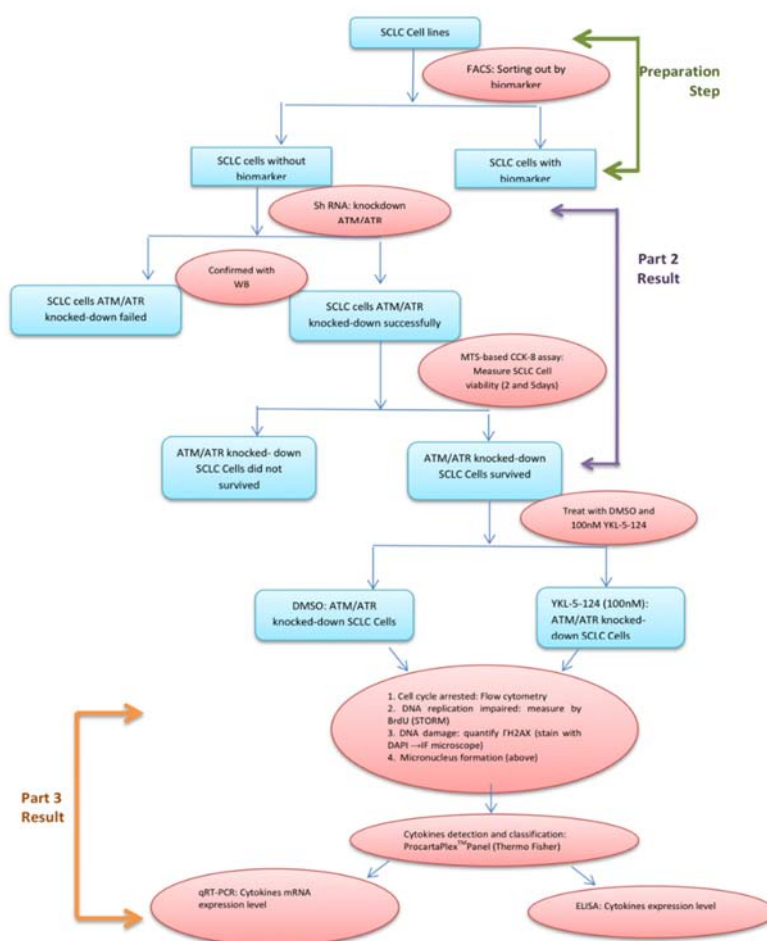 SCLC Cell lines
FACS: Sorting out by
biomarker
Preparation
Step
SCLC cells without
biomarker
SCLC cells with
biomarker
Sh RNA: knockdown
ATM/ATR
Part 2
Result
Confirmed with
WB
SCLC cells ATM/ATR
knocked-down failed
SCLC cells ATM/ATR
knocked-down successfully
MTS-based CCK-8 assay:
Measure SCLC Cell
viability (2 and 5days)
ATM/ATR knocked- down
SCLC Cells did not
survived
ATM/ATR knocked-down
SCLC Cells survived
Treat with DMSO and
100nM YKL-5-124
DMSO: ATM/ATR
knocked-down SCLC Cells
YKL-5-124 (100nM):
ATM/ATR knocked-
down SCLC Cells
1. Cell cycle arrested: Flow cytometry
2. DNA replication impaired: measure by
BrdU (STORM)
3. DNA damage: quantify ΓH2AX (stain with
DAPI →IF microscope)
4. Micronucleus formation (above)
Part 3
Result
Cytokines detection and classification:
ProcartaPlex™Panel (Thermo Fisher)
qRT-PCR: Cytokines mRNA
expression level
ELISA: Cytokines expression level